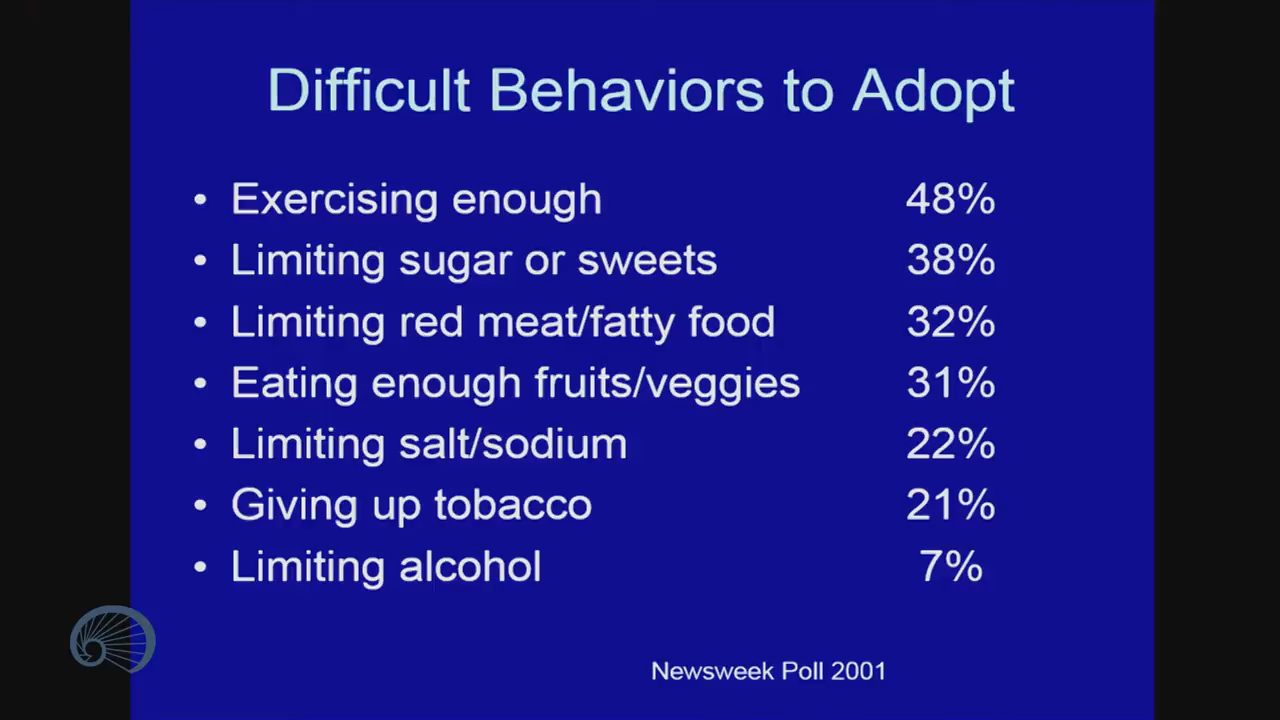 Difficult Behaviors to Adopt
• Exercising enough 48%
• Limiting sugar or sweets 38%
• Limiting red meat/fatty food 32%
• Eating enough fruits/veggies 31%
• Limiting salt/sodium 22%
• Giving up tobacco 21%
• Limiting alcohol 7%
Newsweek Poll 2001